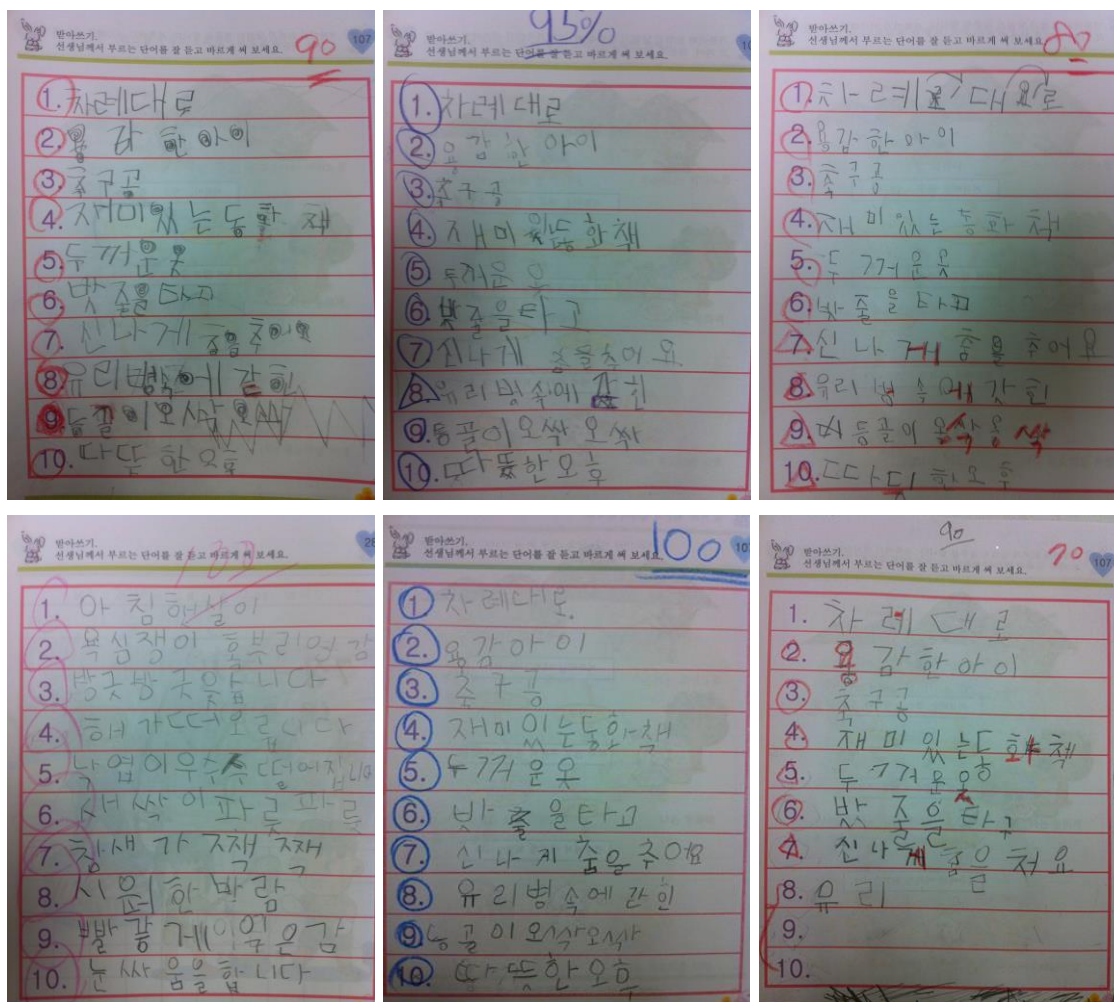 받아쓰기.
선생님께서 부르는 단어를 잘 듣고 바르게 써 보세요.
90
107
1. 차례대로
2. 용감한아이
3. 축구공
4. 재미있는동화책
5. 두꺼운옷
6. 밧줄을타고
7. 신나게춤을추어요
8. 유리병속에갇힌
9. 등골이오싹오싹
10. 따뜻한오후
받아쓰기.
선생님께서 부르는 단어를 잘 듣고 바르게 써 보세요.
95%
10
1. 차례대로
2. 용감한 아이
3. 축구공
4. 재미있는동화책
5. 두꺼운옷
6. 밧줄을타고
7. 신나게 춤을추어요
8. 유리병속에갇힌
9. 등골이오싹오싹
10. 따뜻한오후
받아쓰기.
선생님께서 부르는 단어를 잘 듣고 바르게 써 보세요.
80
1. 차례대로
2. 용감한아이
3. 축구공
4. 재미있는동화책
5. 두꺼운옷
6. 밧줄을타고
7. 신나게춤을추어요
8. 유리병속에갓힌
9. 등골이
10. 한오후
받아쓰기.
선생님께서 부르는 단어를 잘 듣고 바르게 써 보세요.
100
28
1. 아침햇살이
2. 욕심쟁이 혹부리영감
3. 방긋방긋웃습니다
4. 해가떠오릅니다
5. 낙엽이우수수떨어집니다
6. 새싹이파릇파릇
7. 참새가짹짹
8. 시원한바람
9. 빨갛게익은감
10. 눈싸움을합니다
받아쓰기.
선생님께서 부르는 단어를 잘 듣고 바르게 써 보세요.
100
10
1. 차례대로
2. 용감아이
3. 축구공
4. 재미있는동화책
5. 두꺼운옷
6. 밧줄을타고
7. 신나게춤을추어요
8. 유리병속에갇힌
9. 등골이오싹오싹
10. 따뜻한오후
받아쓰기.
선생님께서 부르는 단어를 잘 듣고 바르게 써 보세요.
90
70
107
1. 차례대로
2. 용감한아이
3. 축구공
4. 재미있는동화책
5. 두꺼운옷
6. 밧줄을타구
7. 신나게춤을처요
8. 유리
9.
10.